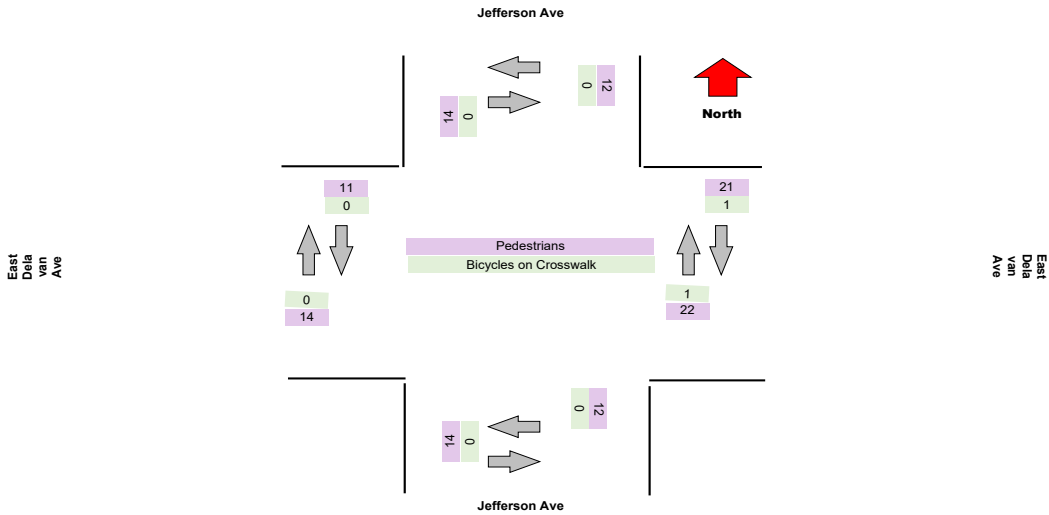 Jefferson Ave
0
12
14
0
North
11
0
21
1
Pedestrians
Bicycles on Crosswalk
East
Dela
van
Ave
East
Dela
van
Ave
0
14
1
22
0
12
14
0
Jefferson Ave